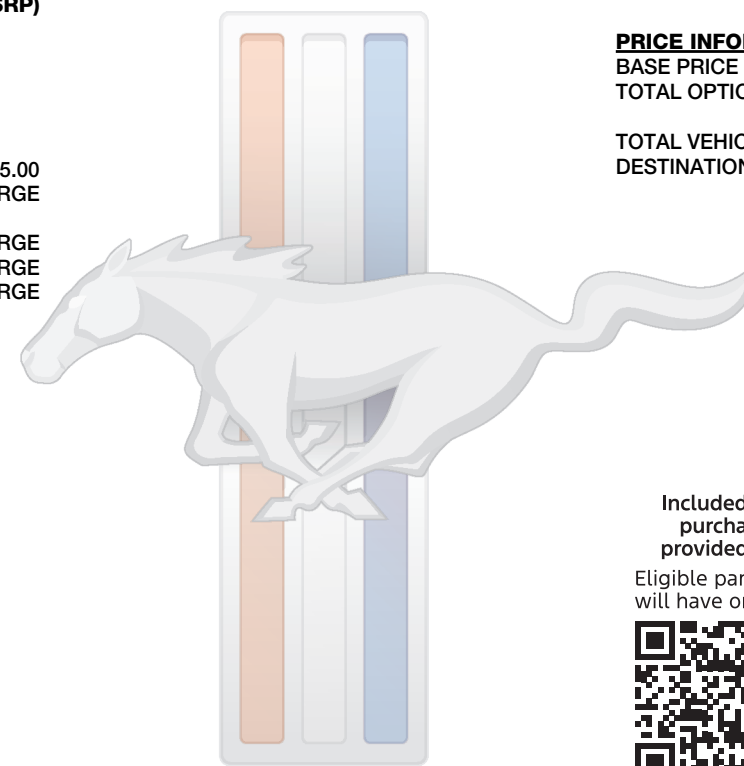 SRP)
5.00
RGE
RGE
RGE
RGE
PRICE INFO
BASE PRICE
TOTAL OPTIO
TOTAL VEHIC
DESTINATION
Included
purcha
provided
Eligible par
will have or